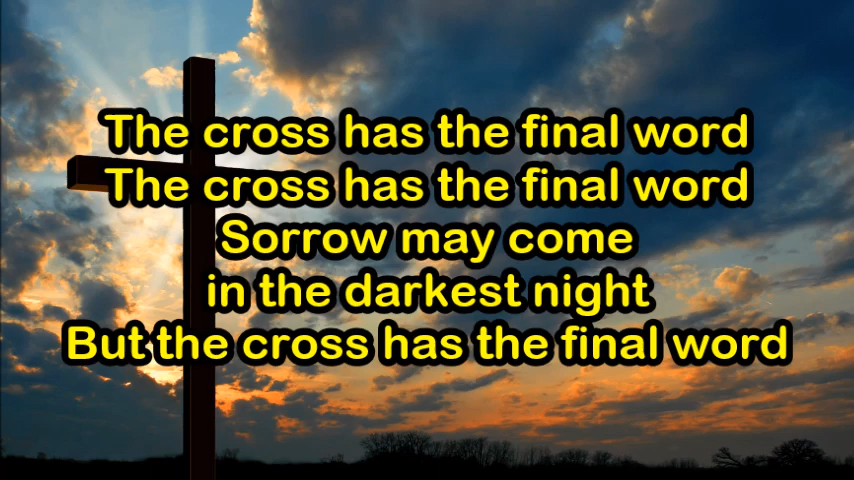 The cross has the final word
The cross has the final word
Sorrow may come
in the darkest night
But the cross has the final word